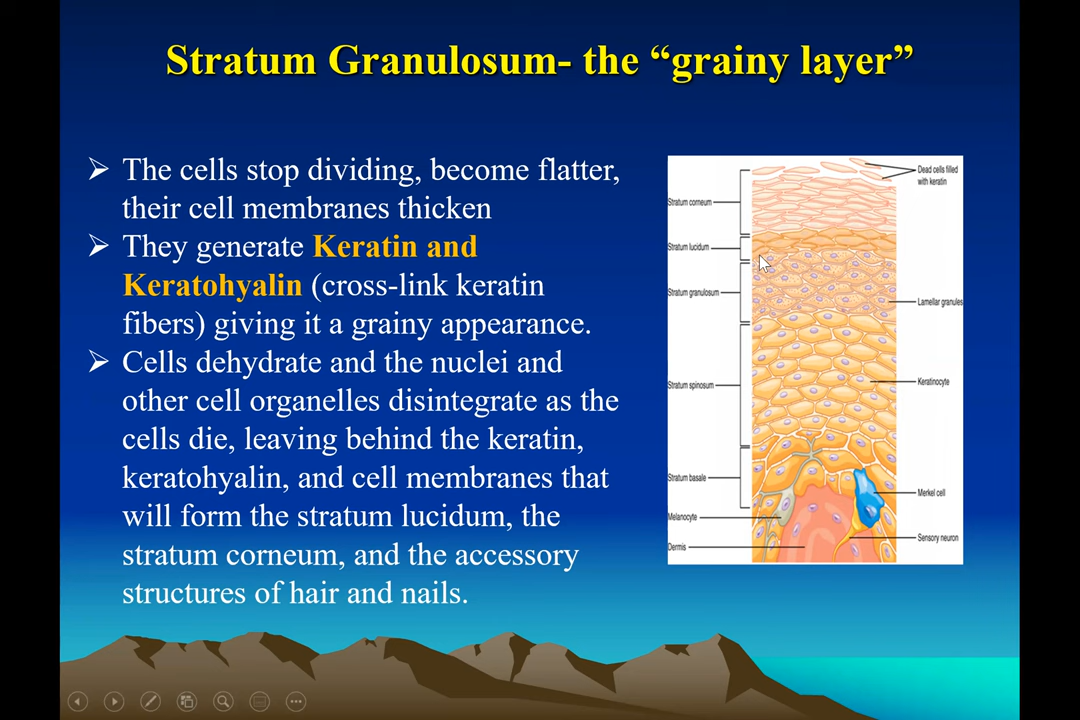 Stratum Granulosum- the “grainy layer”
The cells stop dividing, become flatter,
their cell membranes thicken
They generate Keratin and
Keratohyalin (cross-link keratin
fibers) giving it a grainy appearance.
Cells dehydrate and the nuclei and
other cell organelles disintegrate as the
cells die, leaving behind the keratin,
keratohyalin, and cell membranes that
will form the stratum lucidum, the
stratum corneum, and the accessory
structures of hair and nails.
Dead cells filled
with keratin
Stratum corneum
Stratum lucidum
Stratum granulosum
Lamellar granules
Stratum spinosum
Keratinocyte
Stratum basale
Merkel cell
Melanocyte
Sensory neuron
Dermis